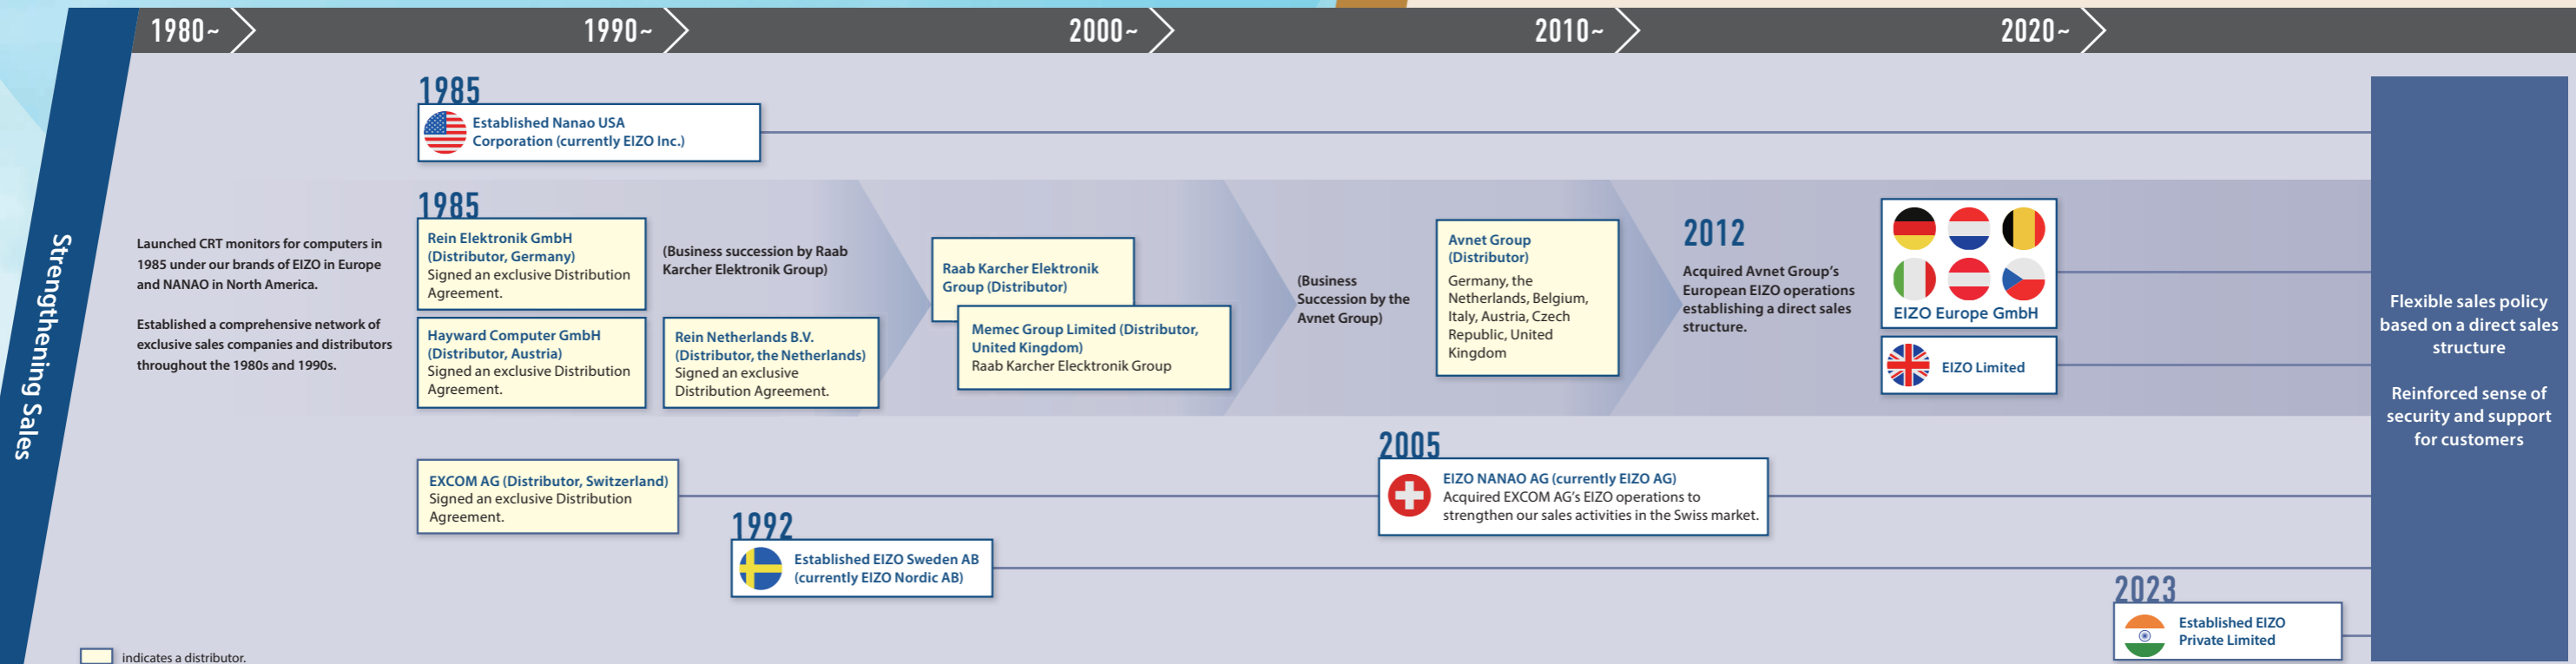 1980~
1990~
2000~
2010~
2020~
Strengthening Sales
1985
Established Nanao USA
Corporation (currently EIZO Inc.)
Launched CRT monitors for computers in
1985 under our brands of EIZO in Europe
and NANAO in North America.
Established a comprehensive network of
exclusive sales companies and distributors
throughout the 1980s and 1990s.
1985
Rein Elektronik GmbH
(Distributor, Germany)
Signed an exclusive Distribution
Agreement.
Hayward Computer GmbH
(Distributor, Austria)
Signed an exclusive Distribution
Agreement.
(Business succession by Raab
Karcher Elektronik Group)
Rein Netherlands B.V.
(Distributor, the Netherlands)
Signed an exclusive
Distribution Agreement.
Raab Karcher Elektronik
Group (Distributor)
Memec Group Limited (Distributor,
United Kingdom)
Raab Karcher Elecktronik Group
(Business
Succession by the
Avnet Group)
Avnet Group
(Distributor)
Germany, the
Netherlands, Belgium,
Italy, Austria, Czech
Republic, United
Kingdom
2012
Acquired Avnet Group's
European EIZO operations
establishing a direct sales
structure.
EIZO Europe GmbH
EIZO Limited
EXCOM AG (Distributor, Switzerland)
Signed an exclusive Distribution
Agreement.
2005
EIZO NANAO AG (currently EIZO AG)
Acquired EXCOM AG's EIZO operations to
strengthen our sales activities in the Swiss market.
1992
Established EIZO Sweden AB
(currently EIZO Nordic AB)
2023
Established EIZO
Private Limited
Flexible sales policy
based on a direct sales
structure
Reinforced sense of
security and support
for customers
indicates a distributor.